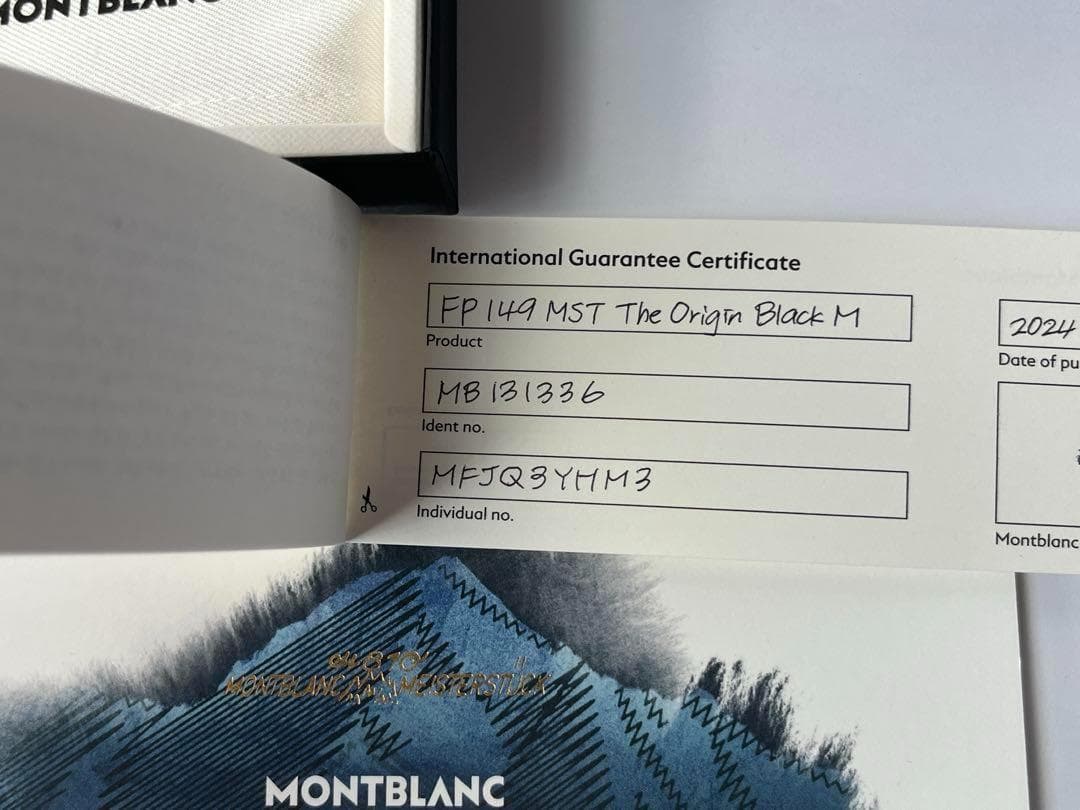 MONTBLANC
International Guarantee Certificate
FP 149 MST The Origin Black M
Product
MB 131336
Ident no.
MFJQ3YHM3
Individual no.
2024
Date of pu
Montblanc
MONTBLANC MEISTERSTÜCK
MONTBLANC